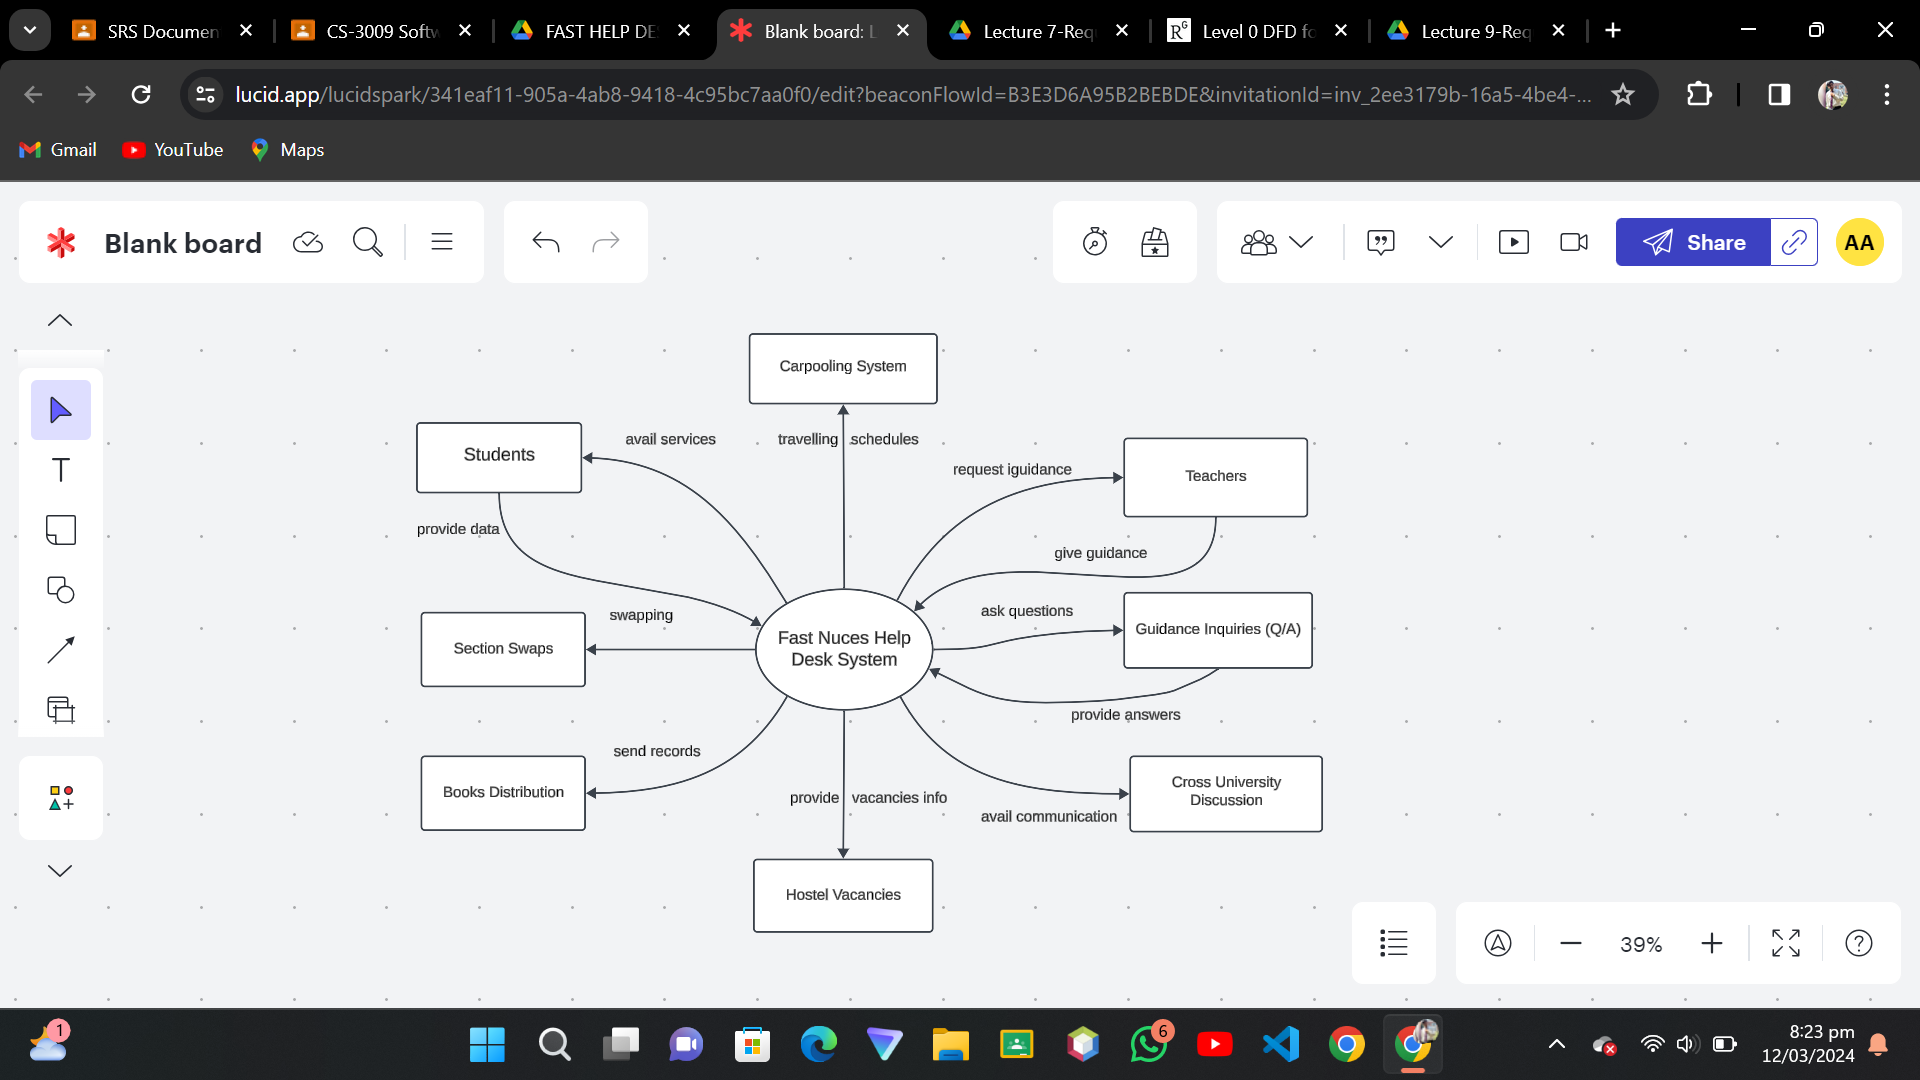 SRS Documen
CS-3009 Softw
FAST HELP DE
Blank board: L
Lecture 7-Req
Level 0 DFD fo
Lecture 9-Req
lucid.app/lucidspark/341eaf11-905a-4ab8-9418-4c95bc7aa0f0/edit?beaconFlowId=B3E3D6A95B2BEBDE&invitationId=inv_2ee3179b-16a5-4be4-...
Gmail
YouTube
Maps
Blank board
Share
AA
Carpooling System
Students
avail services
travelling schedules
request iguidance
Teachers
provide data
give guidance
swapping
ask questions
Section Swaps
Fast Nuces Help
Desk System
Guidance Inquiries (Q/A)
provide answers
send records
Books Distribution
provide vacancies info
Cross University
Discussion
avail communication
Hostel Vacancies
39%
1
6
8:23 pm
12/03/2024